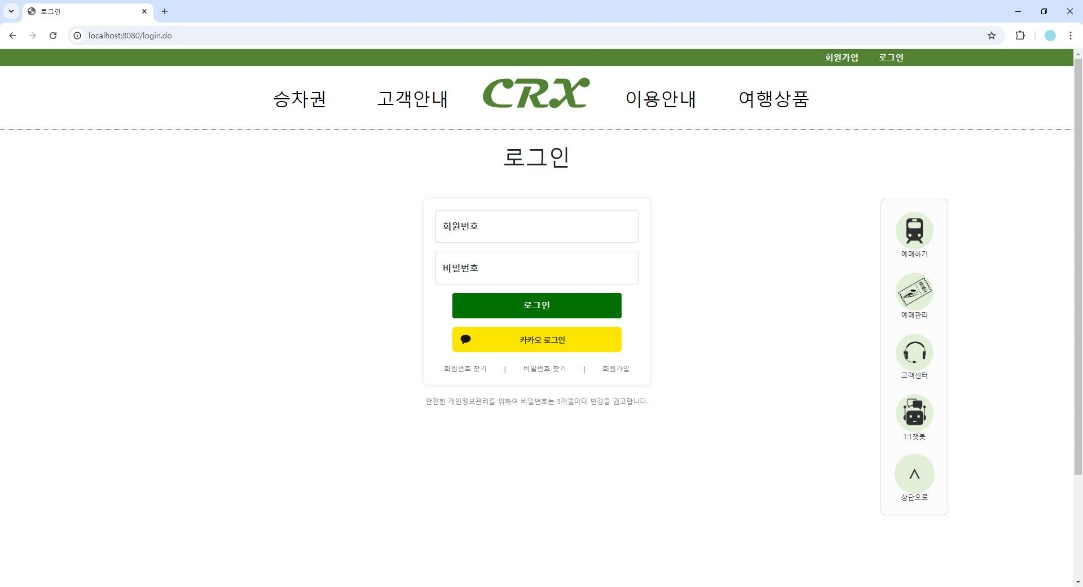 로그인
localhost:8080/login.do
회원가입 로그인
승차권 고객안내 CRX 이용안내 여행상품
로그인
회원번호
비밀번호
로그인
카카오 로그인
회원번호 찾기 | 비밀번호 찾기 | 회원가입
안전한 개인정보관리를 위하여 비밀번호는 3개월마다 변경을 권고합니다.
예매하기
예매관리
고객센터
1:1챗봇
상단으로